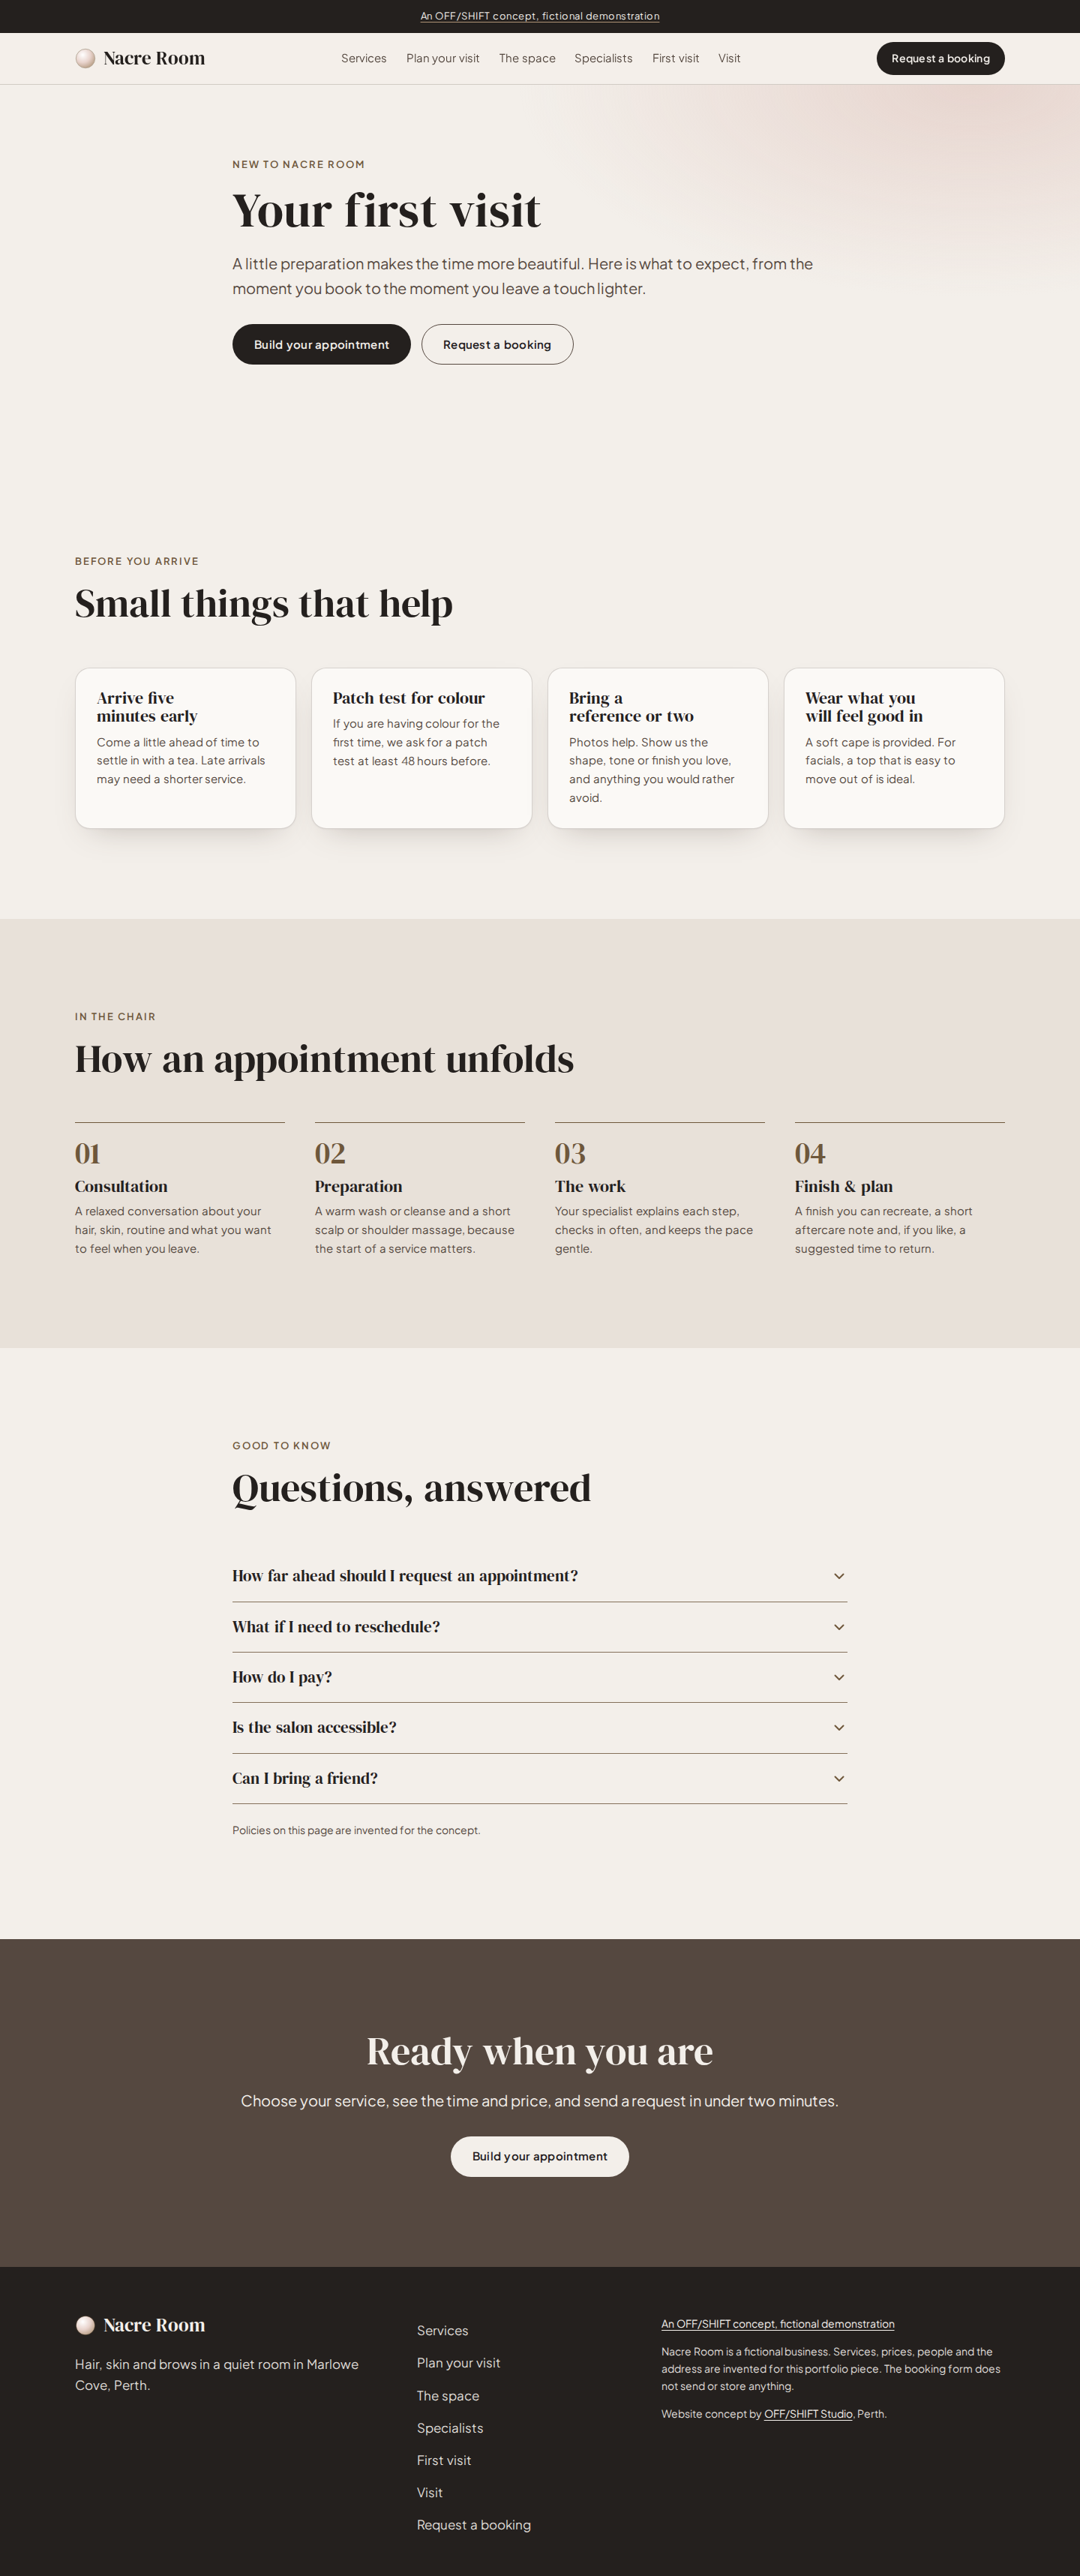 An OFF/SHIFT concept, fictional demonstration
Nacre Room
Services
Plan your visit
The space
Specialists
First visit
Visit
Request a booking
NEW TO NACRE ROOM
Your first visit
A little preparation makes the time more beautiful. Here is what to expect, from the
moment you book to the moment you leave a touch lighter.
Build your appointment
Request a booking
BEFORE YOU ARRIVE
Small things that help
Arrive five
minutes early
Come a little ahead of time to
settle in with a tea. Late arrivals
may need a shorter service.
Patch test for colour
If you are having colour for the
first time, we ask for a patch
test at least 48 hours before.
Bring a
reference or two
Photos help. Show us the
shape, tone or finish you love,
and anything you would rather
avoid.
Wear what you
will feel good in
A soft cape is provided. For
facials, a top that is easy to
move out of is ideal.
IN THE CHAIR
How an appointment unfolds
01
Consultation
A relaxed conversation about your
hair, skin, routine and what you want
to feel when you leave.
02
Preparation
A warm wash or cleanse and a short
scalp or shoulder massage, because
the start of a service matters.
03
The work
Your specialist explains each step,
checks in often, and keeps the pace
gentle.
04
Finish & plan
A finish you can recreate, a short
aftercare note and, if you like, a
suggested time to return.
GOOD TO KNOW
Questions, answered
How far ahead should I request an appointment?
What if I need to reschedule?
How do I pay?
Is the salon accessible?
Can I bring a friend?
Policies on this page are invented for the concept.
Ready when you are
Choose your service, see the time and price, and send a request in under two minutes.
Build your appointment
Nacre Room
Hair, skin and brows in a quiet room in Marlowe
Cove, Perth.
Services
Plan your visit
The space
Specialists
First visit
Visit
Request a booking
An OFF/SHIFT concept, fictional demonstration
Nacre Room is a fictional business. Services, prices, people and the
address are invented for this portfolio piece. The booking form does
not send or store anything.
Website concept by OFF/SHIFT Studio, Perth.